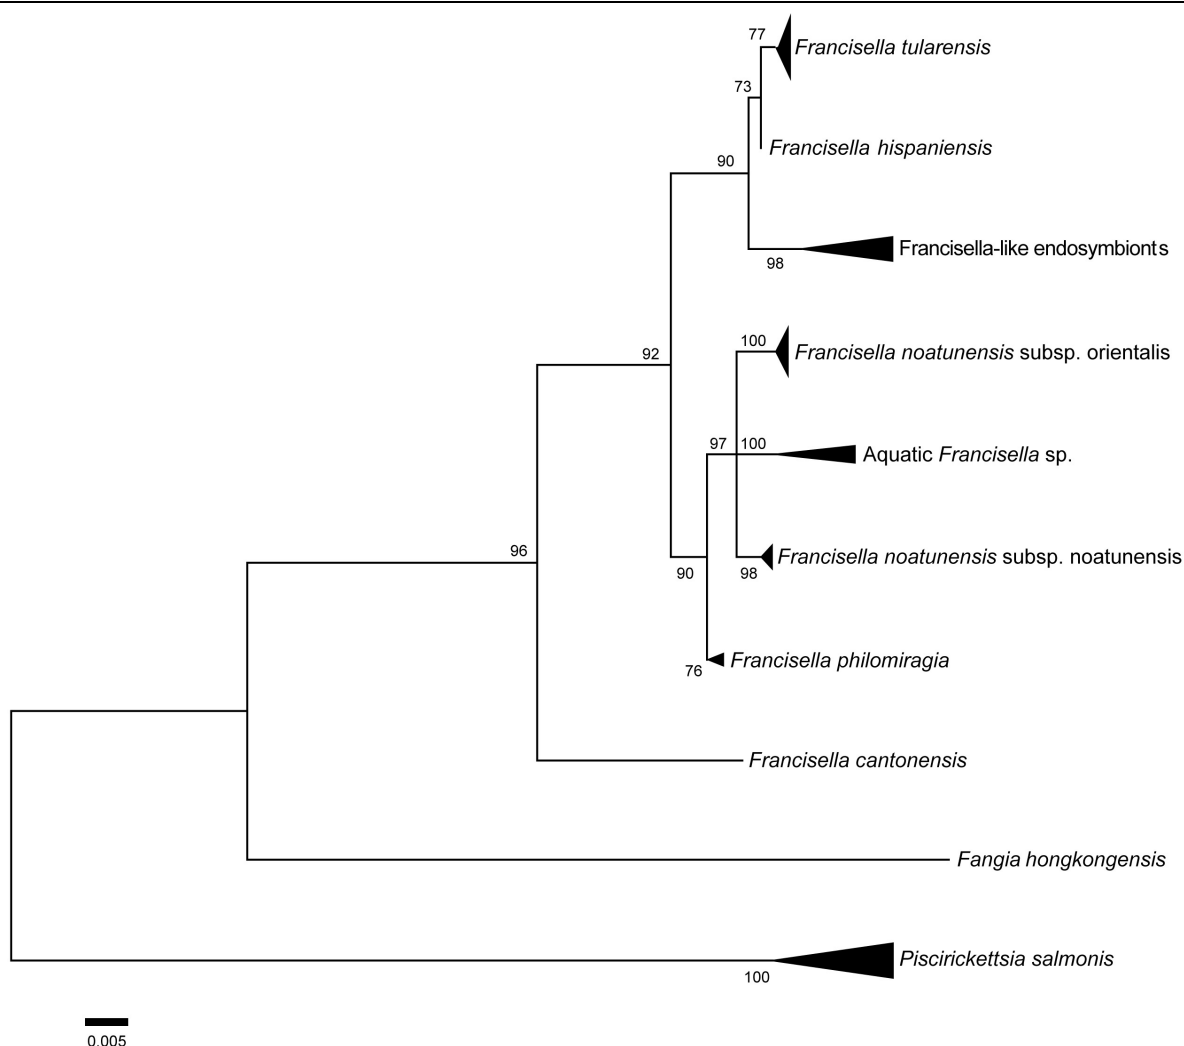 77
Francisella tularensis
73
Francisella hispaniensis
90
Francisella-like endosymbionts
98
100
Francisella noatunensis subsp. orientalis
92
97 100
Aquatic Francisella sp.
96
Francisella noatunensis subsp. noatunensis
90 98
Francisella philomiragia
76
Francisella cantonensis
Fangia hongkongensis
Piscirickettsia salmonis
100
0.005